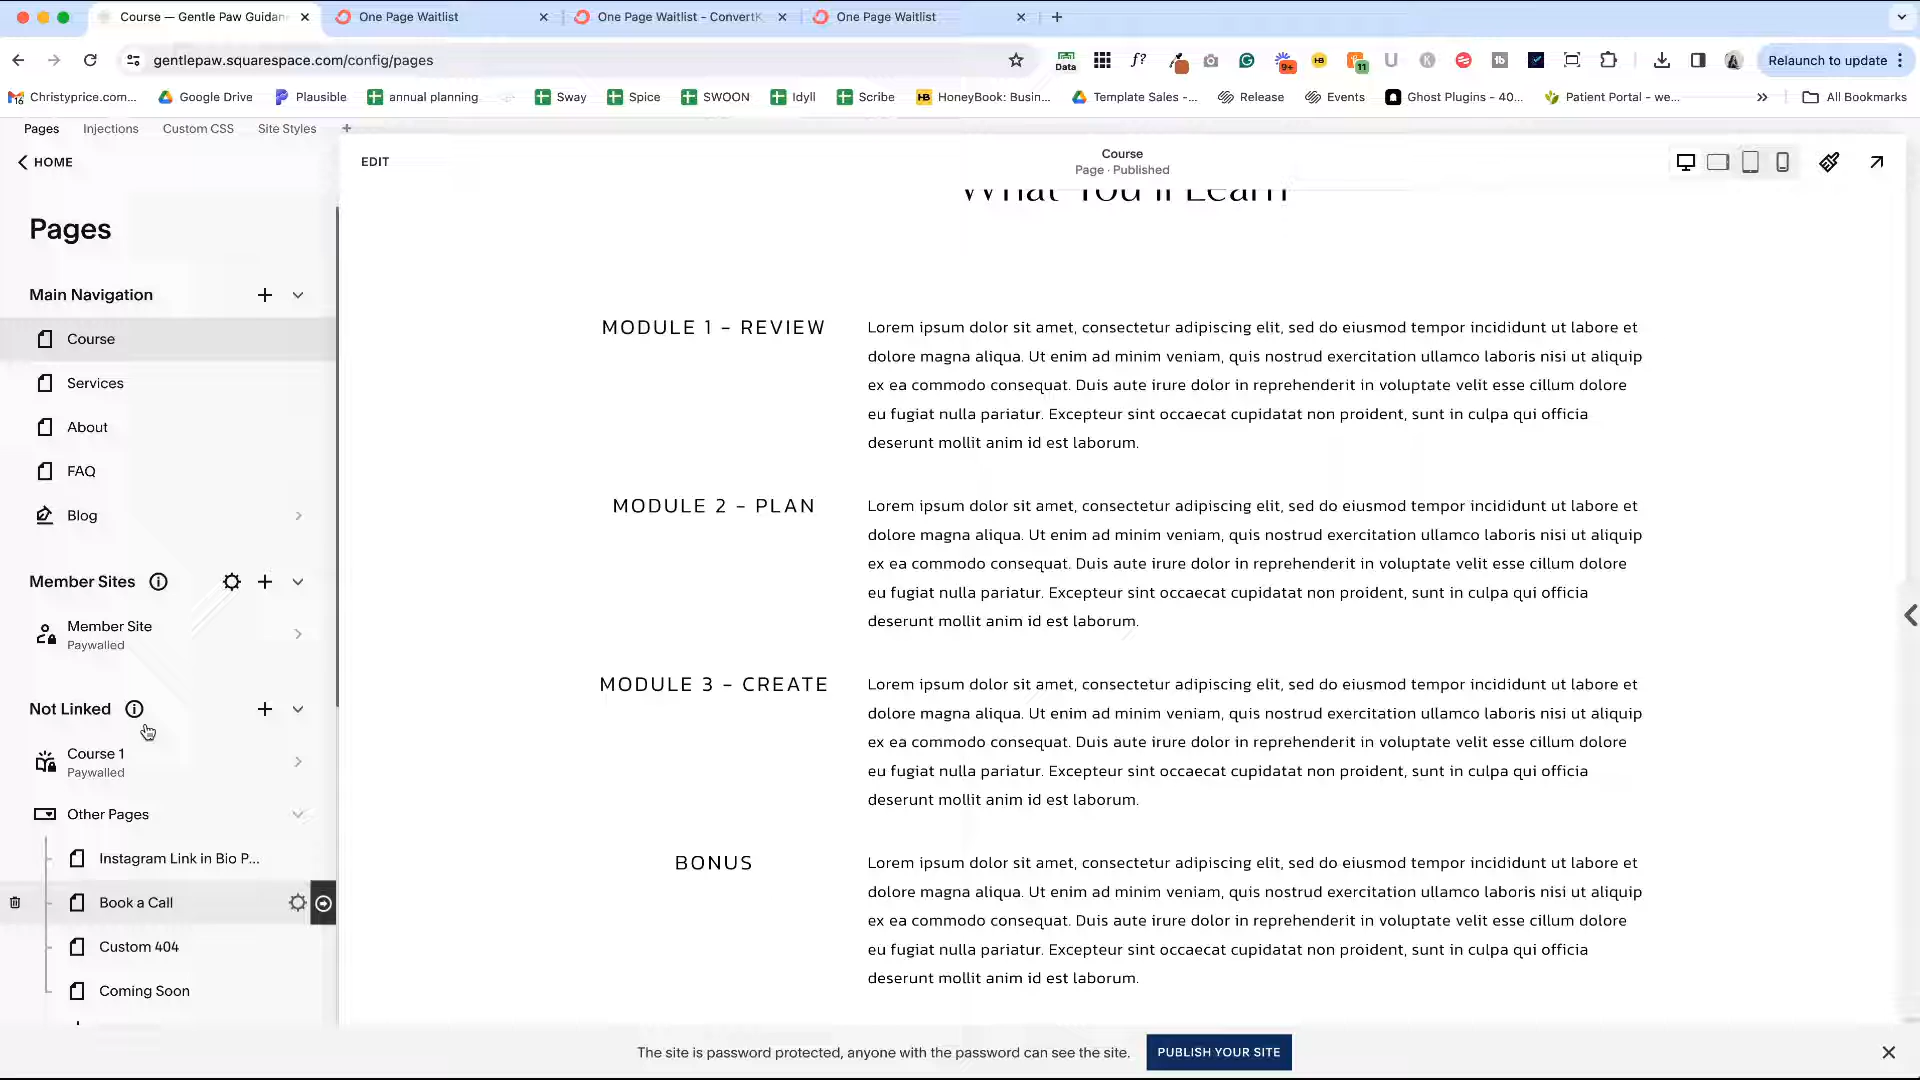 Course — Gentle Paw Guidan
One Page Waitlist
One Page Waitlist - ConvertK
One Page Waitlist
gentlepaw.squarespace.com/config/pages
Data
f?
9+
HB
11
U
K
tb
Relaunch to update
16
Christyprice.com...
Google Drive
Plausible
annual planning
Sway
Spice
SWOON
Idyll
Scribe
HB
HoneyBook: Busin...
Template Sales -...
Release
Events
Ghost Plugins - 40...
Patient Portal - we...
All Bookmarks
Pages
Injections
Custom CSS
Site Styles
HOME
EDIT
Course
Page · Published
What You'll Learn
Pages
Main Navigation
Course
Services
About
FAQ
Blog
Member Sites
Member Site
Paywalled
Not Linked
Course 1
Paywalled
Other Pages
Instagram Link in Bio P...
Book a Call
Custom 404
Coming Soon
MODULE 1 - REVIEW
Lorem ipsum dolor sit amet, consectetur adipiscing elit, sed do eiusmod tempor incididunt ut labore et
dolore magna aliqua. Ut enim ad minim veniam, quis nostrud exercitation ullamco laboris nisi ut aliquip
ex ea commodo consequat. Duis aute irure dolor in reprehenderit in voluptate velit esse cillum dolore
eu fugiat nulla pariatur. Excepteur sint occaecat cupidatat non proident, sunt in culpa qui officia
deserunt mollit anim id est laborum.
MODULE 2 - PLAN
Lorem ipsum dolor sit amet, consectetur adipiscing elit, sed do eiusmod tempor incididunt ut labore et
dolore magna aliqua. Ut enim ad minim veniam, quis nostrud exercitation ullamco laboris nisi ut aliquip
ex ea commodo consequat. Duis aute irure dolor in reprehenderit in voluptate velit esse cillum dolore
eu fugiat nulla pariatur. Excepteur sint occaecat cupidatat non proident, sunt in culpa qui officia
deserunt mollit anim id est laborum.
MODULE 3 - CREATE
Lorem ipsum dolor sit amet, consectetur adipiscing elit, sed do eiusmod tempor incididunt ut labore et
dolore magna aliqua. Ut enim ad minim veniam, quis nostrud exercitation ullamco laboris nisi ut aliquip
ex ea commodo consequat. Duis aute irure dolor in reprehenderit in voluptate velit esse cillum dolore
eu fugiat nulla pariatur. Excepteur sint occaecat cupidatat non proident, sunt in culpa qui officia
deserunt mollit anim id est laborum.
BONUS
Lorem ipsum dolor sit amet, consectetur adipiscing elit, sed do eiusmod tempor incididunt ut labore et
dolore magna aliqua. Ut enim ad minim veniam, quis nostrud exercitation ullamco laboris nisi ut aliquip
ex ea commodo consequat. Duis aute irure dolor in reprehenderit in voluptate velit esse cillum dolore
eu fugiat nulla pariatur. Excepteur sint occaecat cupidatat non proident, sunt in culpa qui officia
deserunt mollit anim id est laborum.
The site is password protected, anyone with the password can see the site.
PUBLISH YOUR SITE